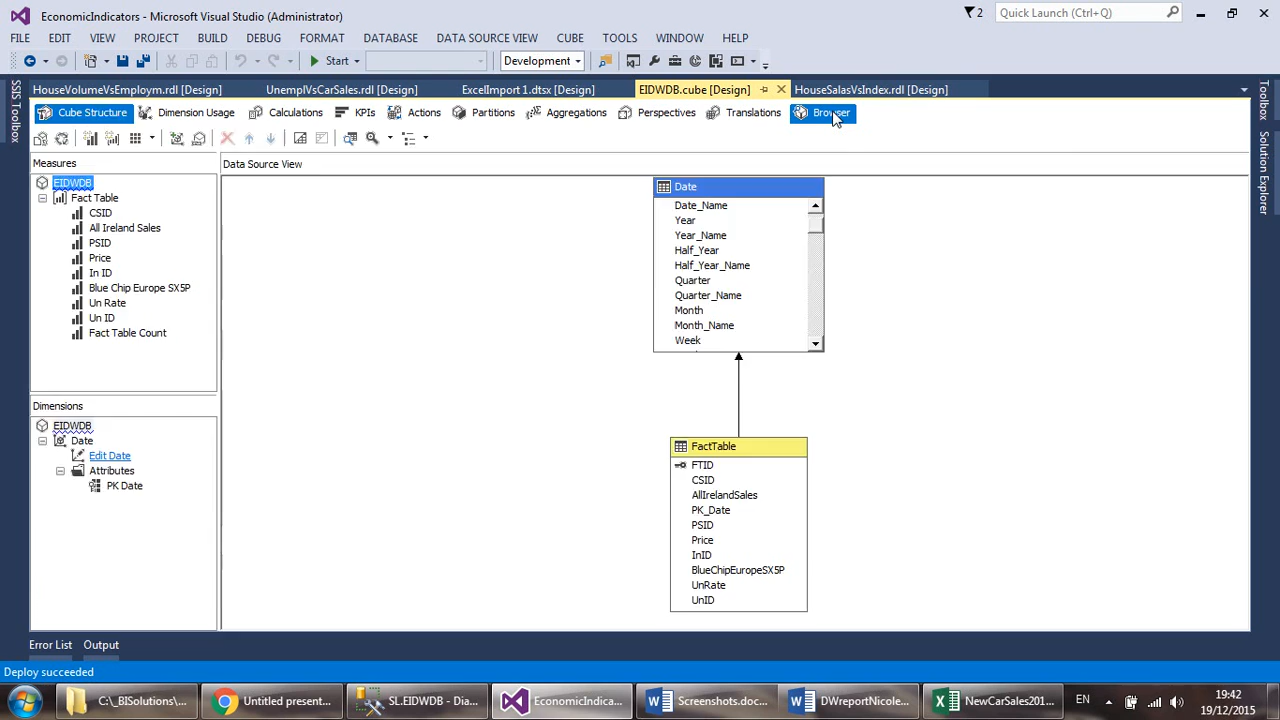 EconomicIndicators - Microsoft Visual Studio (Administrator)
2
Quick Launch (Ctrl+Q)
FILE EDIT VIEW PROJECT BUILD DEBUG FORMAT DATABASE DATA SOURCE VIEW CUBE TOOLS WINDOW HELP
Start
Development
HouseVolumeVsEmploym.rdl [Design]
UnemplVsCarSales.rdl [Design]
ExcelImport 1.dtsx [Design]
EIDWDB.cube [Design]
HouseSalasVsIndex.rdl [Design]
SSIS Toolbox
Toolbox
Solution Explorer
Cube Structure
Dimension Usage
Calculations
KPIs
Actions
Partitions
Aggregations
Perspectives
Translations
Browser
Measures
EIDWDB
Fact Table
CSID
All Ireland Sales
PSID
Price
In ID
Blue Chip Europe SX5P
Un Rate
Un ID
Fact Table Count
Dimensions
EIDWDB
Date
Edit Date
Attributes
PK Date
Data Source View
Date
Date_Name
Year
Year_Name
Half_Year
Half_Year_Name
Quarter
Quarter_Name
Month
Month_Name
Week
FactTable
FTID
CSID
AllIrelandSales
PK_Date
PSID
Price
InID
BlueChipEuropeSX5P
UnRate
UnID
Error List
Output
Deploy succeeded
C:\_BISolutions\...
Untitled present...
SL.EIDWDB - Dia...
EconomicIndica...
Screenshots.doc...
DWreportNicole...
NewCarSales201...
EN
19:42
19/12/2015